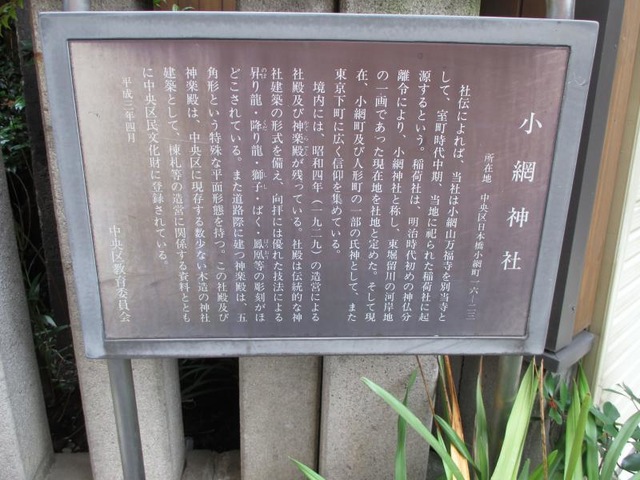 小網神社
所在地 中央区日本橋小網町一六―二三
社伝によれば、当社は小網山万福寺を別当寺と
して、室町時代中期、当地に祀られた稲荷社に起
源するという。稲荷社は、明治時代初めの神仏分
離令により、小網神社と称し、東堀留川の河岸地
の一画であった現在地を社地と定めた。そして現
在、小網町及び人形町の一部の氏神として、また
東京下町に広く信仰を集めている。
境内には、昭和四年(一九二九)の造営による
社殿及び神楽殿が残っている。社殿は伝統的な神
社建築の形式を備え、向拝には優れた技法による
昇り龍・降り龍・獅子・ばく・鳳凰等の彫刻がほ
どこされている。また道路際に建つ神楽殿は、五
角形という特殊な平面形態を持つ。この社殿及び
神楽殿は、中央区に現存する数少ない木造の神社
建築として、棟札等の造営に関係する資料ととも
に中央区民文化財に登録されている。
平成三年四月
中央区教育委員会